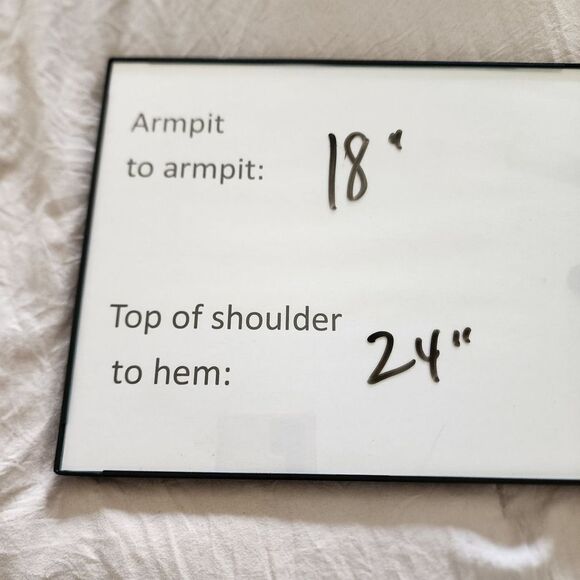 Armpit
to armpit: 18"
Top of shoulder
to hem: 24"